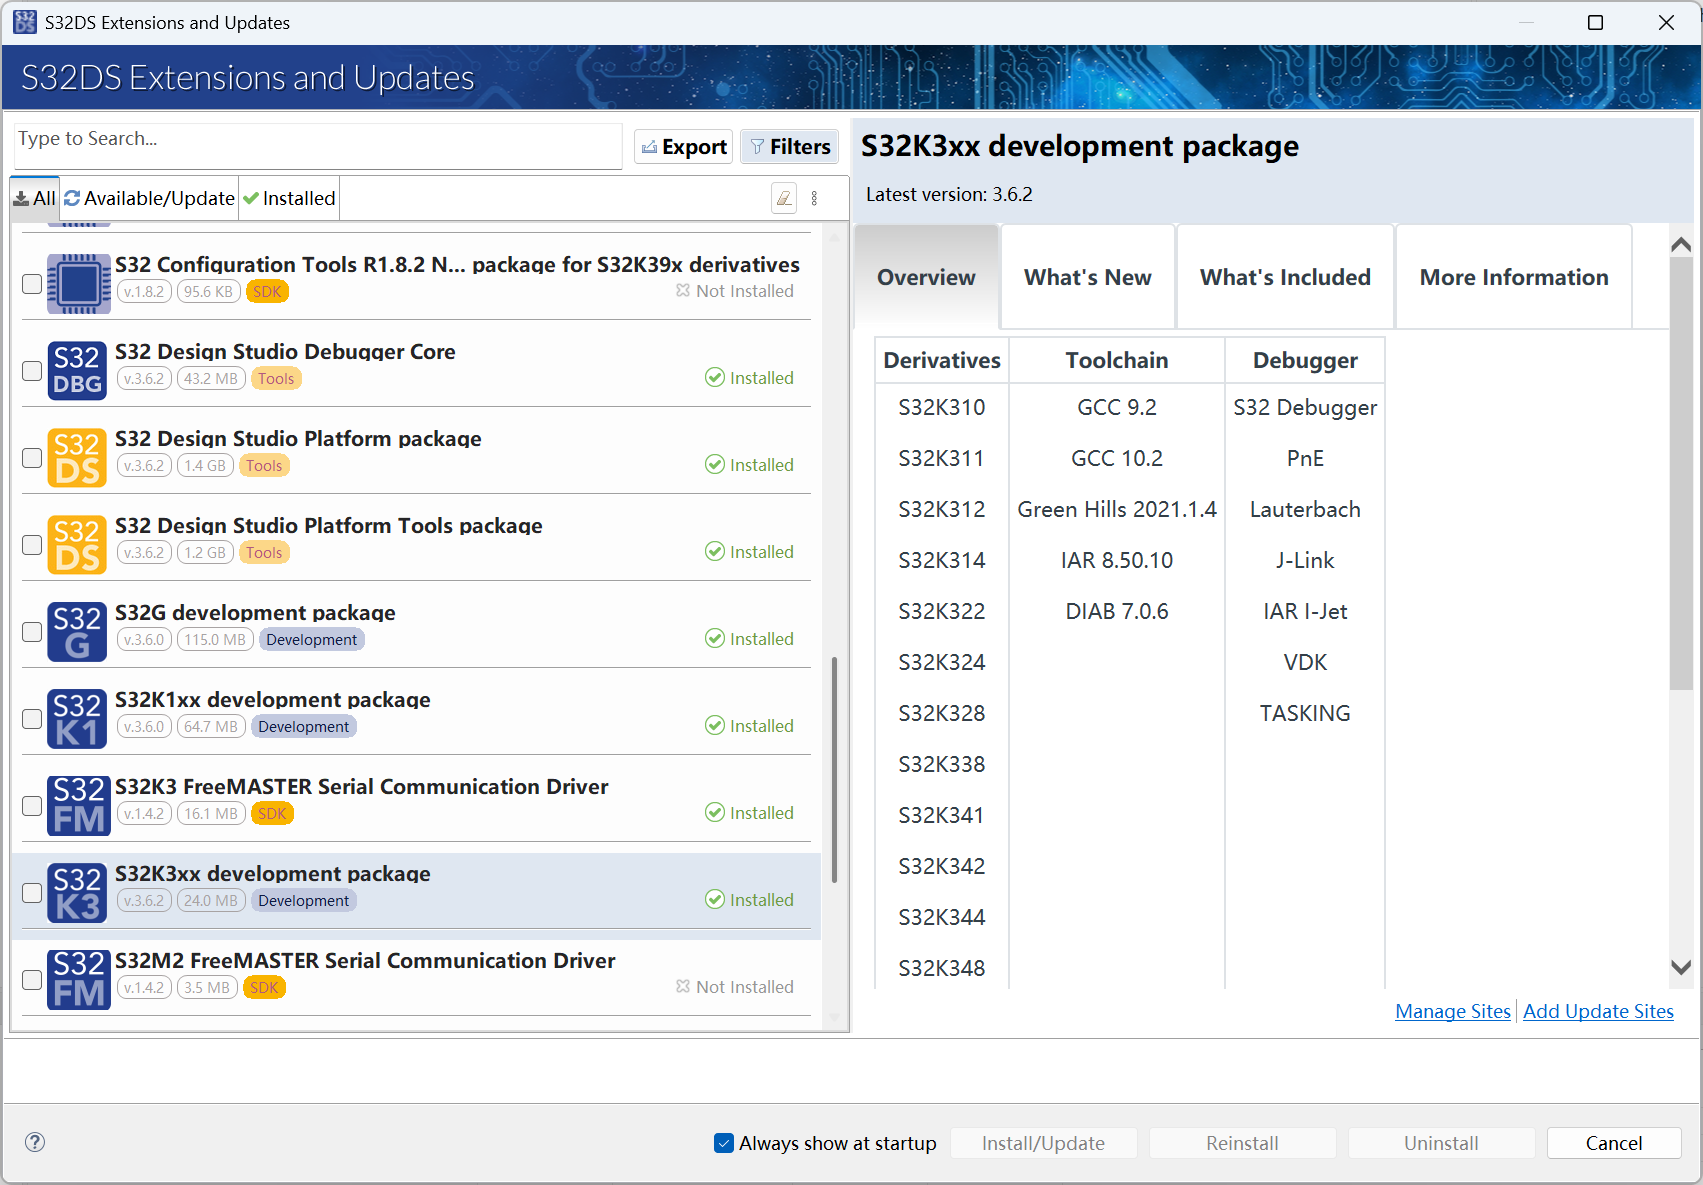 S32DS Extensions and Updates
S32DS Extensions and Updates
Type to Search...
Export
Filters
All
Available/Update
Installed
S32 Configuration Tools R1.8.2 N... package for S32K39x derivatives
v.1.8.2 95.6 KB SDK
Not Installed
S32 DBG
S32 Design Studio Debugger Core
v.3.6.2 43.2 MB Tools
Installed
S32 DS
S32 Design Studio Platform package
v.3.6.2 1.4 GB Tools
Installed
S32 DS
S32 Design Studio Platform Tools package
v.3.6.2 1.2 GB Tools
Installed
S32 G
S32G development package
v.3.6.0 115.0 MB Development
Installed
S32 K1
S32K1xx development package
v.3.6.0 64.7 MB Development
Installed
S32 FM
S32K3 FreeMASTER Serial Communication Driver
v.1.4.2 16.1 MB SDK
Installed
S32 K3
S32K3xx development package
v.3.6.2 24.0 MB Development
Installed
S32 FM
S32M2 FreeMASTER Serial Communication Driver
v.1.4.2 3.5 MB SDK
Not Installed
S32K3xx development package
Latest version: 3.6.2
Overview What's New What's Included More Information
Derivatives Toolchain Debugger
S32K310 GCC 9.2 S32 Debugger
S32K311 GCC 10.2 PnE
S32K312 Green Hills 2021.1.4 Lauterbach
S32K314 IAR 8.50.10 J-Link
S32K322 DIAB 7.0.6 IAR I-Jet
S32K324 VDK
S32K328 TASKING
S32K338
S32K341
S32K342
S32K344
S32K348
Manage Sites Add Update Sites
Always show at startup
Install/Update
Reinstall
Uninstall
Cancel